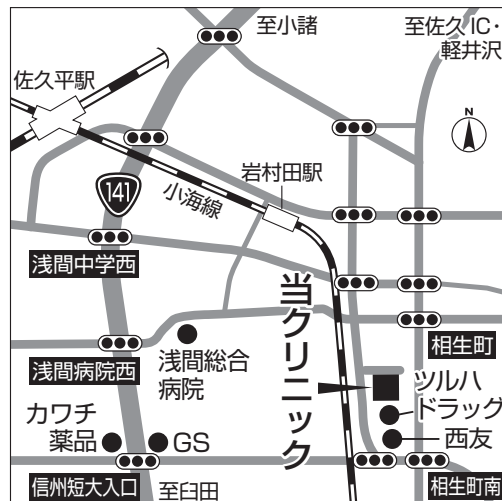 至小諸
至佐久IC・
軽井沢
佐久平駅
N
岩村田駅
141
小海線
浅間中学西
当クリニック
相生町
浅間病院西
浅間総合
病院
ツルハ
ドラッグ
カワチ
薬品
GS
西友
信州短大入口
至臼田
相生町南